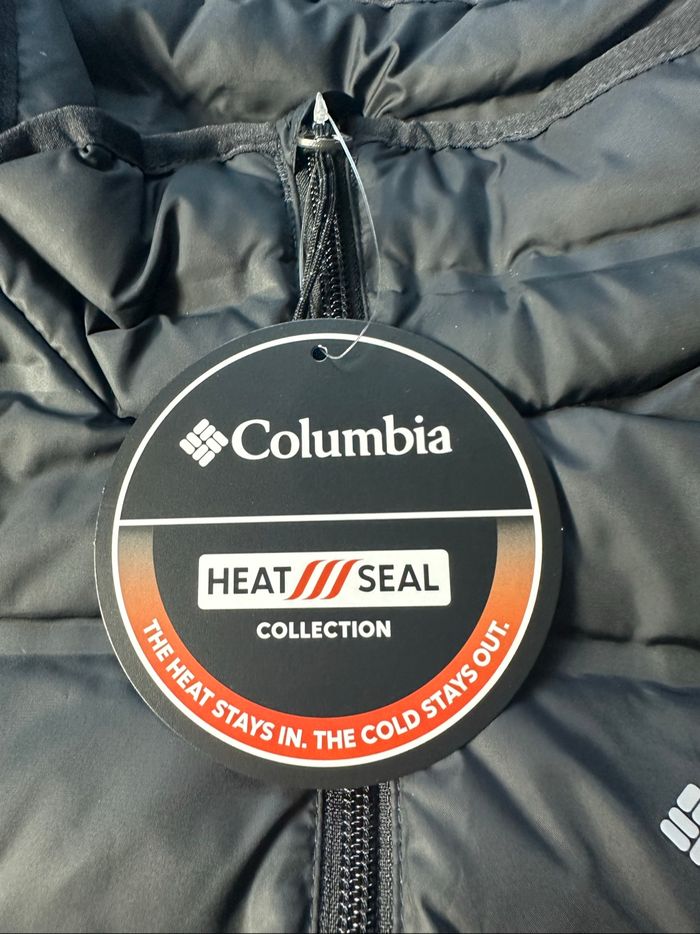 Columbia
HEAT SEAL
COLLECTION
THE HEAT STAYS IN. THE COLD STAYS OUT.